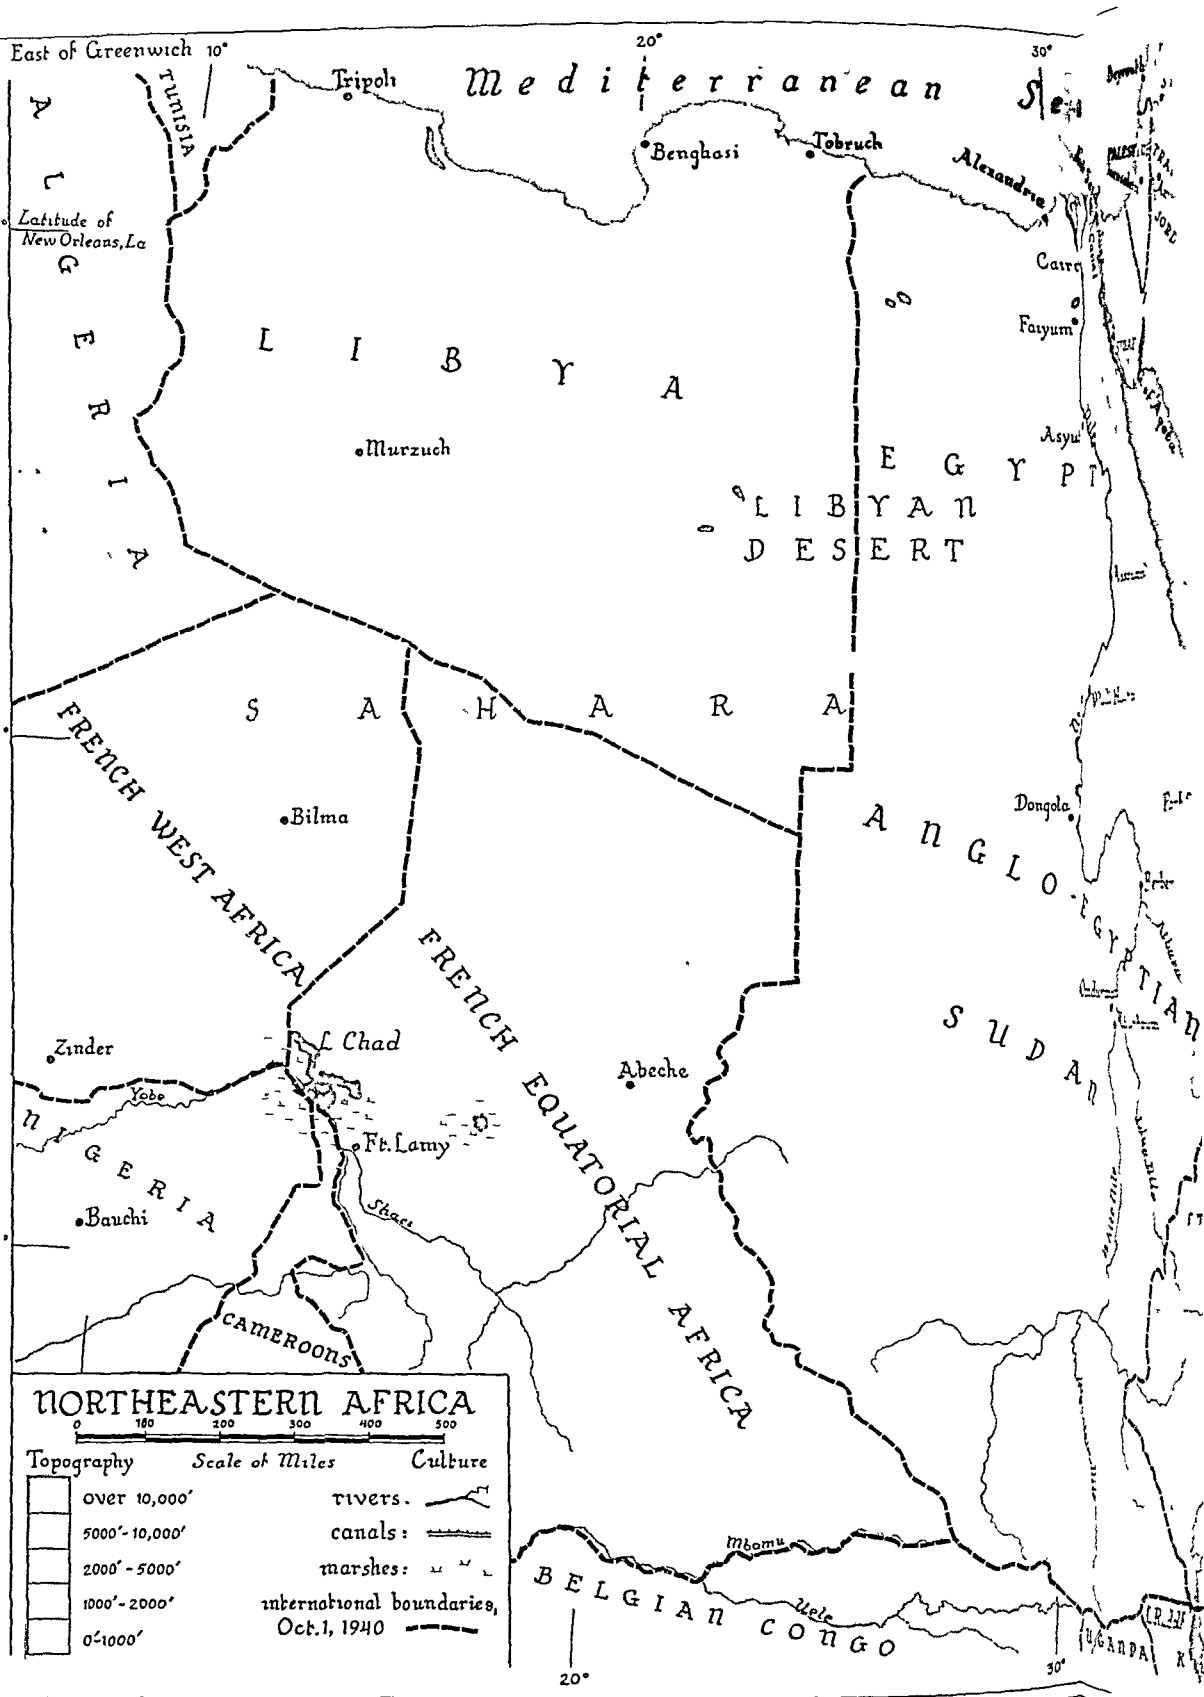 East of Greenwich 10°
20°
30°
Mediterranean Se
TUNISIA
Tripoli
Benghasi
Tobruch
Alexandria
ALGERIA
Latitude of
New Orleans, La
Cairo
Faiyum
LIBYA
Murzuch
Asyut
EGYPT
LIBYAN
DESERT
SAHARA
FRENCH WEST AFRICA
Bilma
Dongola
ANGLO-EGYPTIAN
SUDAN
FRENCH EQUATORIAL AFRICA
Berber
Atbara
Zinder
L Chad
Abeche
Yobe
NIGERIA
Ft. Lamy
Bauchi
Shari
CAMEROONS
NORTHEASTERN AFRICA
0 100 200 300 400 500
Topography Scale of Miles Culture
over 10,000' rivers.
5000'-10,000' canals:
2000'-5000' marshes:
1000'-2000' international boundaries,
0'-1000' Oct. 1, 1940
Mbomu
BELGIAN CONGO
Uele
UGANDA
K
20°
30°